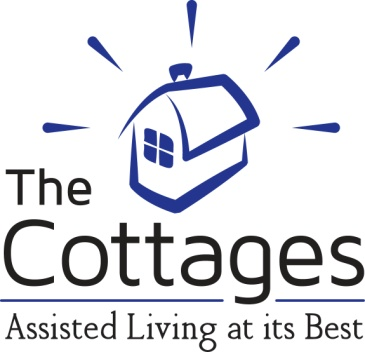 The
Cottages
Assisted Living at its Best